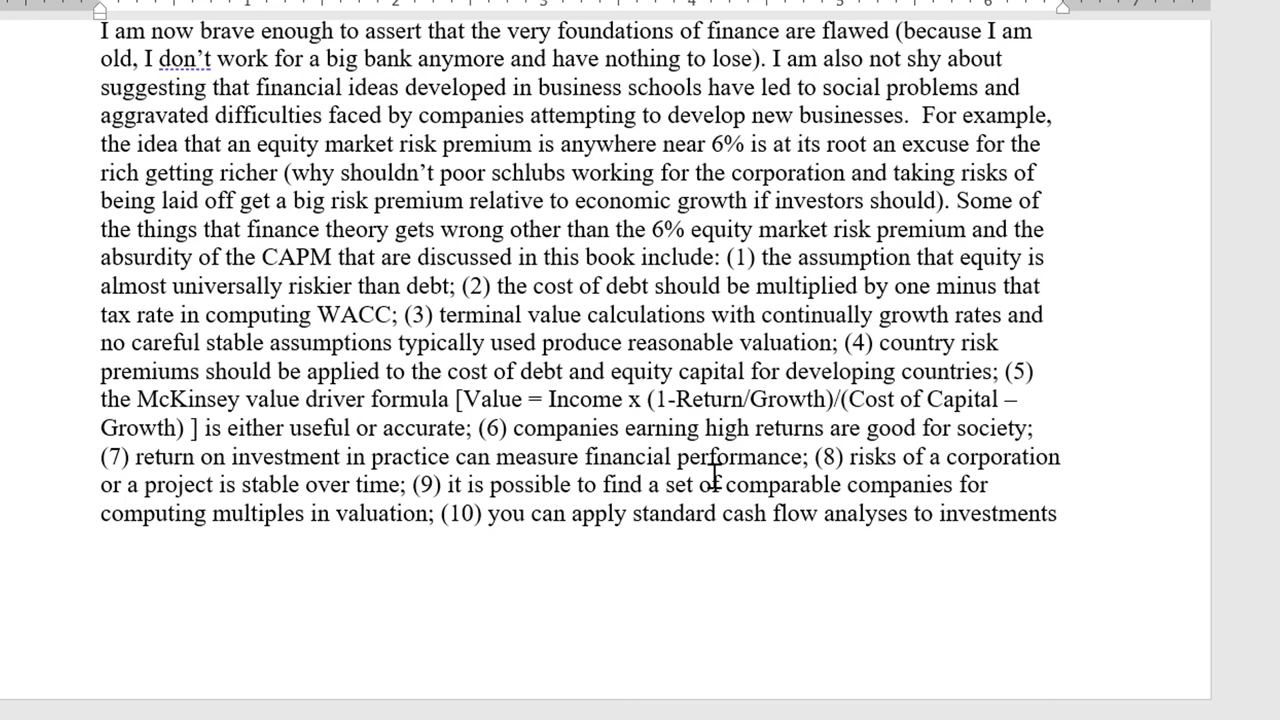 I am now brave enough to assert that the very foundations of finance are flawed (because I am
old, I don’t work for a big bank anymore and have nothing to lose). I am also not shy about
suggesting that financial ideas developed in business schools have led to social problems and
aggravated difficulties faced by companies attempting to develop new businesses.  For example,
the idea that an equity market risk premium is anywhere near 6% is at its root an excuse for the
rich getting richer (why shouldn’t poor schlubs working for the corporation and taking risks of
being laid off get a big risk premium relative to economic growth if investors should). Some of
the things that finance theory gets wrong other than the 6% equity market risk premium and the
absurdity of the CAPM that are discussed in this book include: (1) the assumption that equity is
almost universally riskier than debt; (2) the cost of debt should be multiplied by one minus that
tax rate in computing WACC; (3) terminal value calculations with continually growth rates and
no careful stable assumptions typically used produce reasonable valuation; (4) country risk
premiums should be applied to the cost of debt and equity capital for developing countries; (5)
the McKinsey value driver formula [Value = Income x (1-Return/Growth)/(Cost of Capital –
Growth) ] is either useful or accurate; (6) companies earning high returns are good for society;
(7) return on investment in practice can measure financial performance; (8) risks of a corporation
or a project is stable over time; (9) it is possible to find a set of comparable companies for
computing multiples in valuation; (10) you can apply standard cash flow analyses to investments